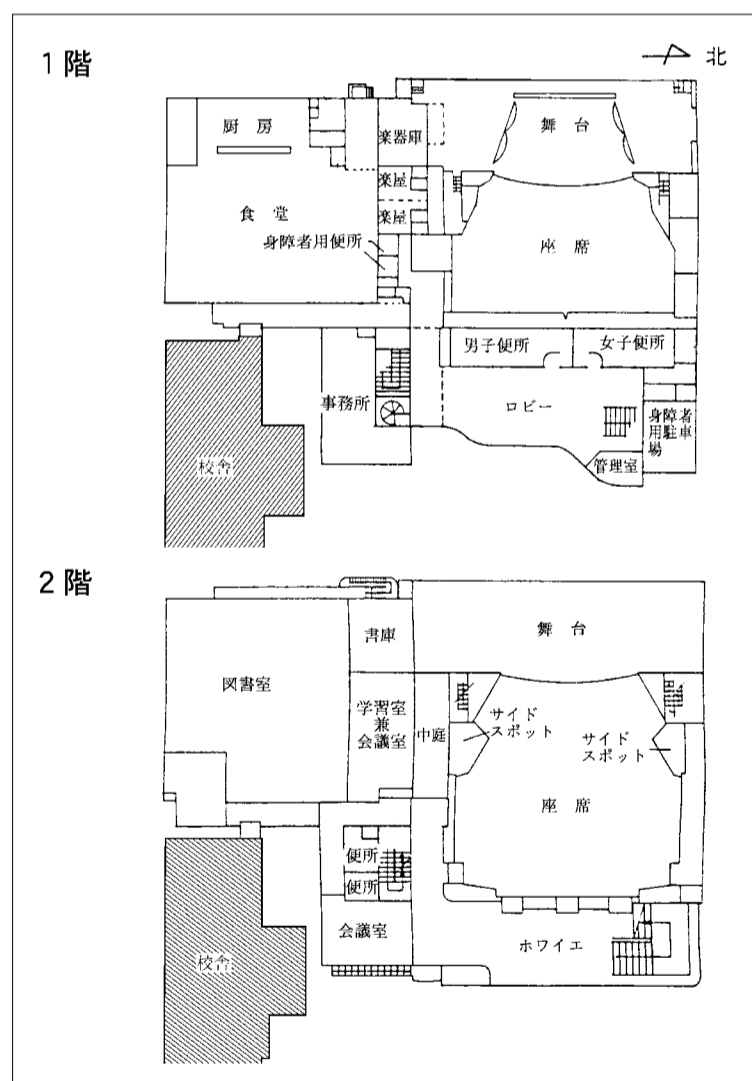 1階
北
厨房
楽器庫
舞台
楽屋
食堂
楽屋
身障者用便所
座席
男子便所
女子便所
事務所
ロビー
身障者
用駐車
場
管理室
校舎
2階
書庫
舞台
図書室
学習室
兼
会議室
中庭
サイド
スポット
サイド
スポット
座席
便所
便所
会議室
ホワイエ
校舎